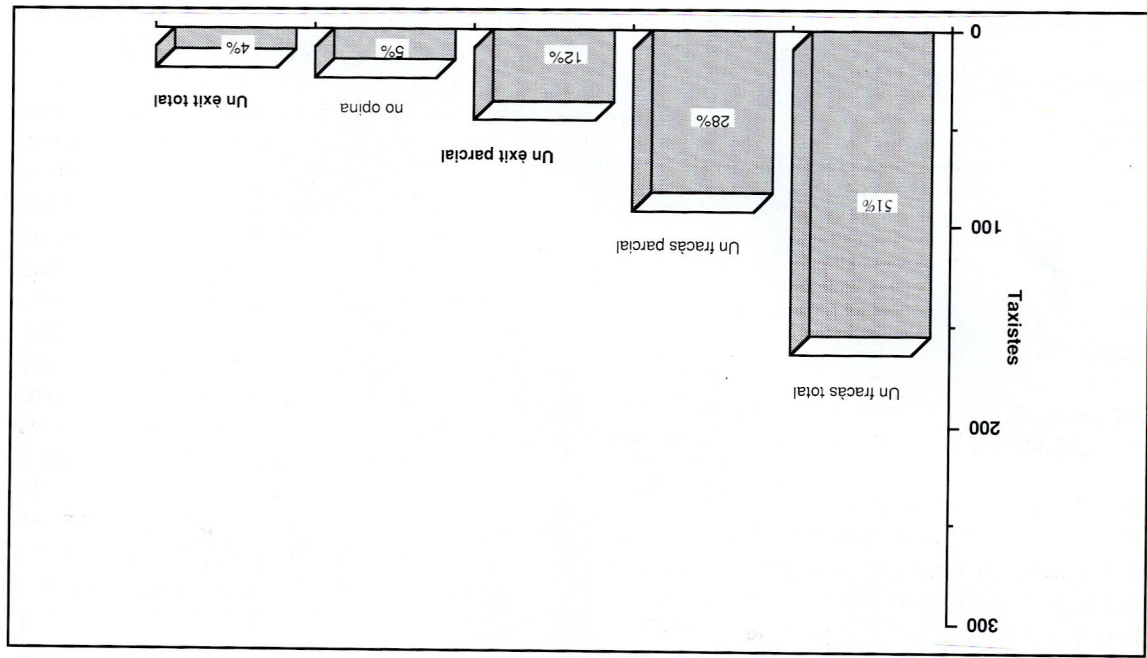 300
200
100
0
Taxistes
Un fracàs total
51%
Un fracàs parcial
28%
Un èxit parcial
12%
no opina
5%
Un èxit total
4%